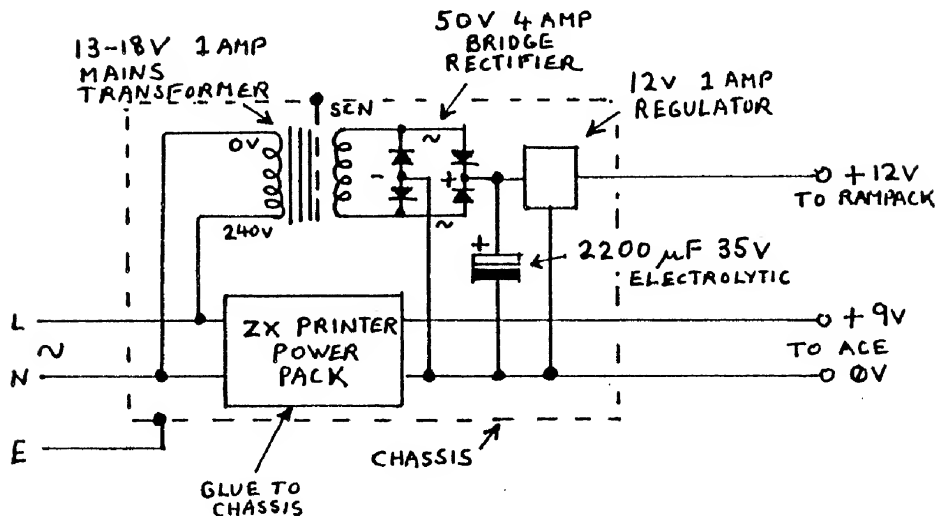 50V 4 AMP
BRIDGE
RECTIFIER
13-18V 1 AMP
MAINS
TRANSFORMER
12V 1 AMP
REGULATOR
SCN
0V
240V
~
-
+
~
+12V
TO RAMPACK
+
2200 µF 35V
ELECTROLYTIC
L
~
N
E
ZX PRINTER
POWER
PACK
+9V
TO ACE
0V
CHASSIS
GLUE TO
CHASSIS